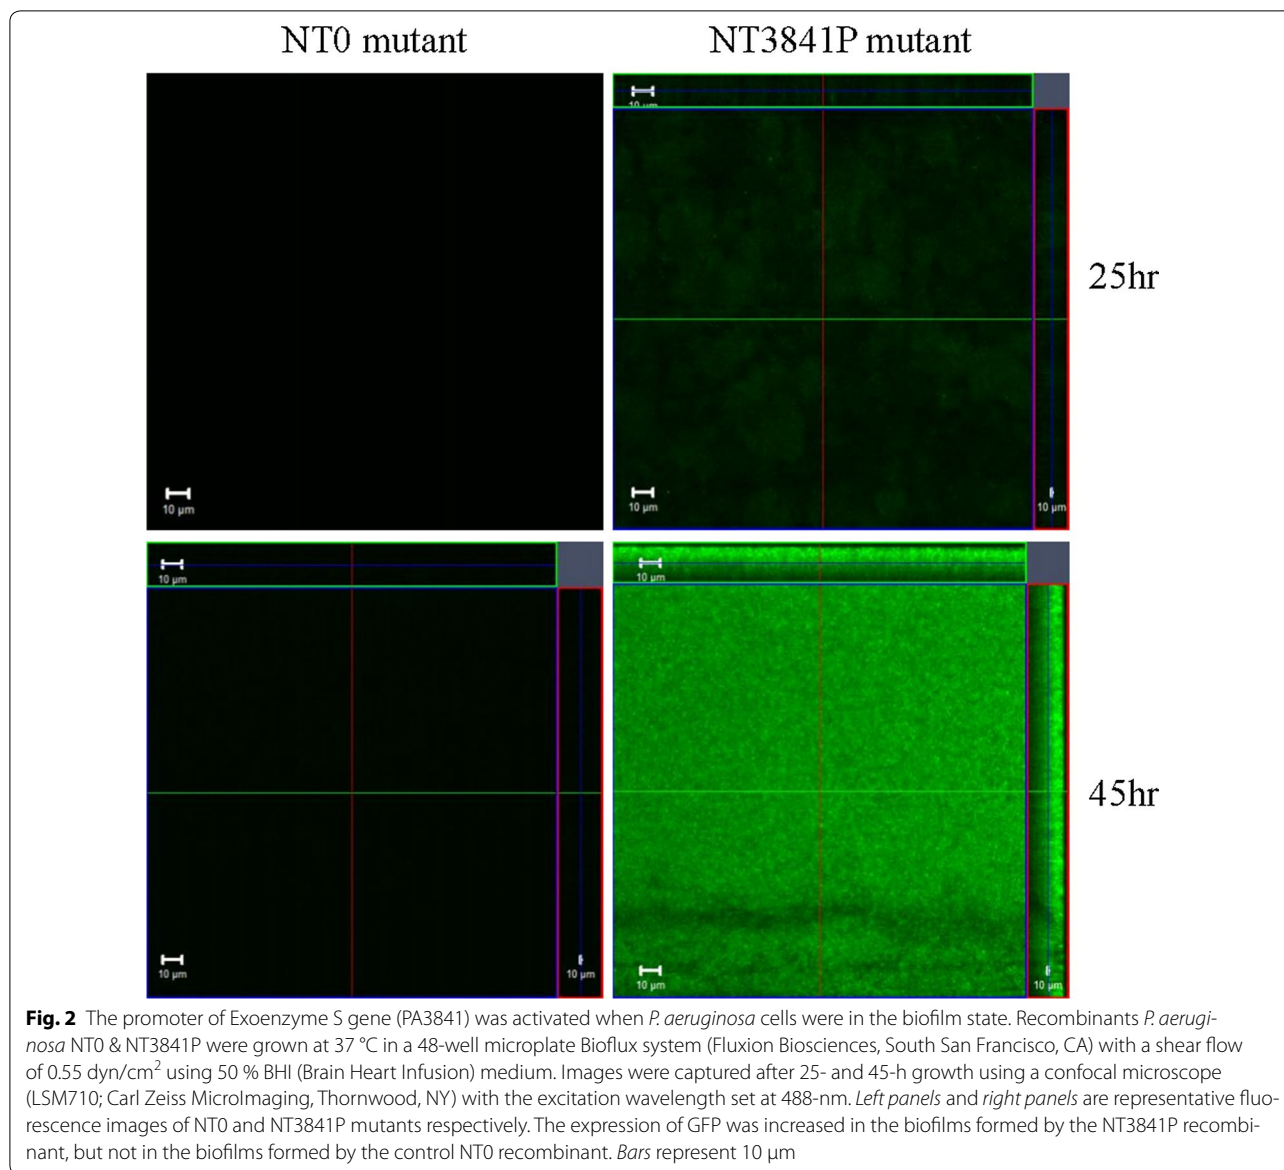 NT0 mutant
NT3841P mutant
10 µm
10 µm
10 µm
10 µm
25hr
10 µm
10 µm
10 µm
10 µm
10 µm
10 µm
45hr
Fig. 2 The promoter of Exoenzyme S gene (PA3841) was activated when P. aeruginosa cells were in the biofilm state. Recombinants P. aerugi-
nosa NT0 & NT3841P were grown at 37 °C in a 48-well microplate Bioflux system (Fluxion Biosciences, South San Francisco, CA) with a shear flow
of 0.55 dyn/cm² using 50 % BHI (Brain Heart Infusion) medium. Images were captured after 25- and 45-h growth using a confocal microscope
(LSM710; Carl Zeiss MicroImaging, Thornwood, NY) with the excitation wavelength set at 488-nm. Left panels and right panels are representative fluo-
rescence images of NT0 and NT3841P mutants respectively. The expression of GFP was increased in the biofilms formed by the NT3841P recombi-
nant, but not in the biofilms formed by the control NT0 recombinant. Bars represent 10 µm